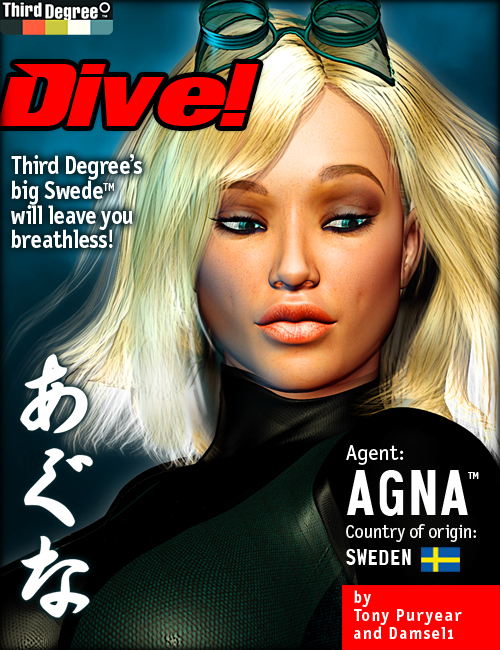 Third Degree°™
Dive!
Third Degree's
big Swede™
will leave you
breathless!
あぐな
Agent:
AGNA™
Country of origin:
SWEDEN
by
Tony Puryear
and Damsel1